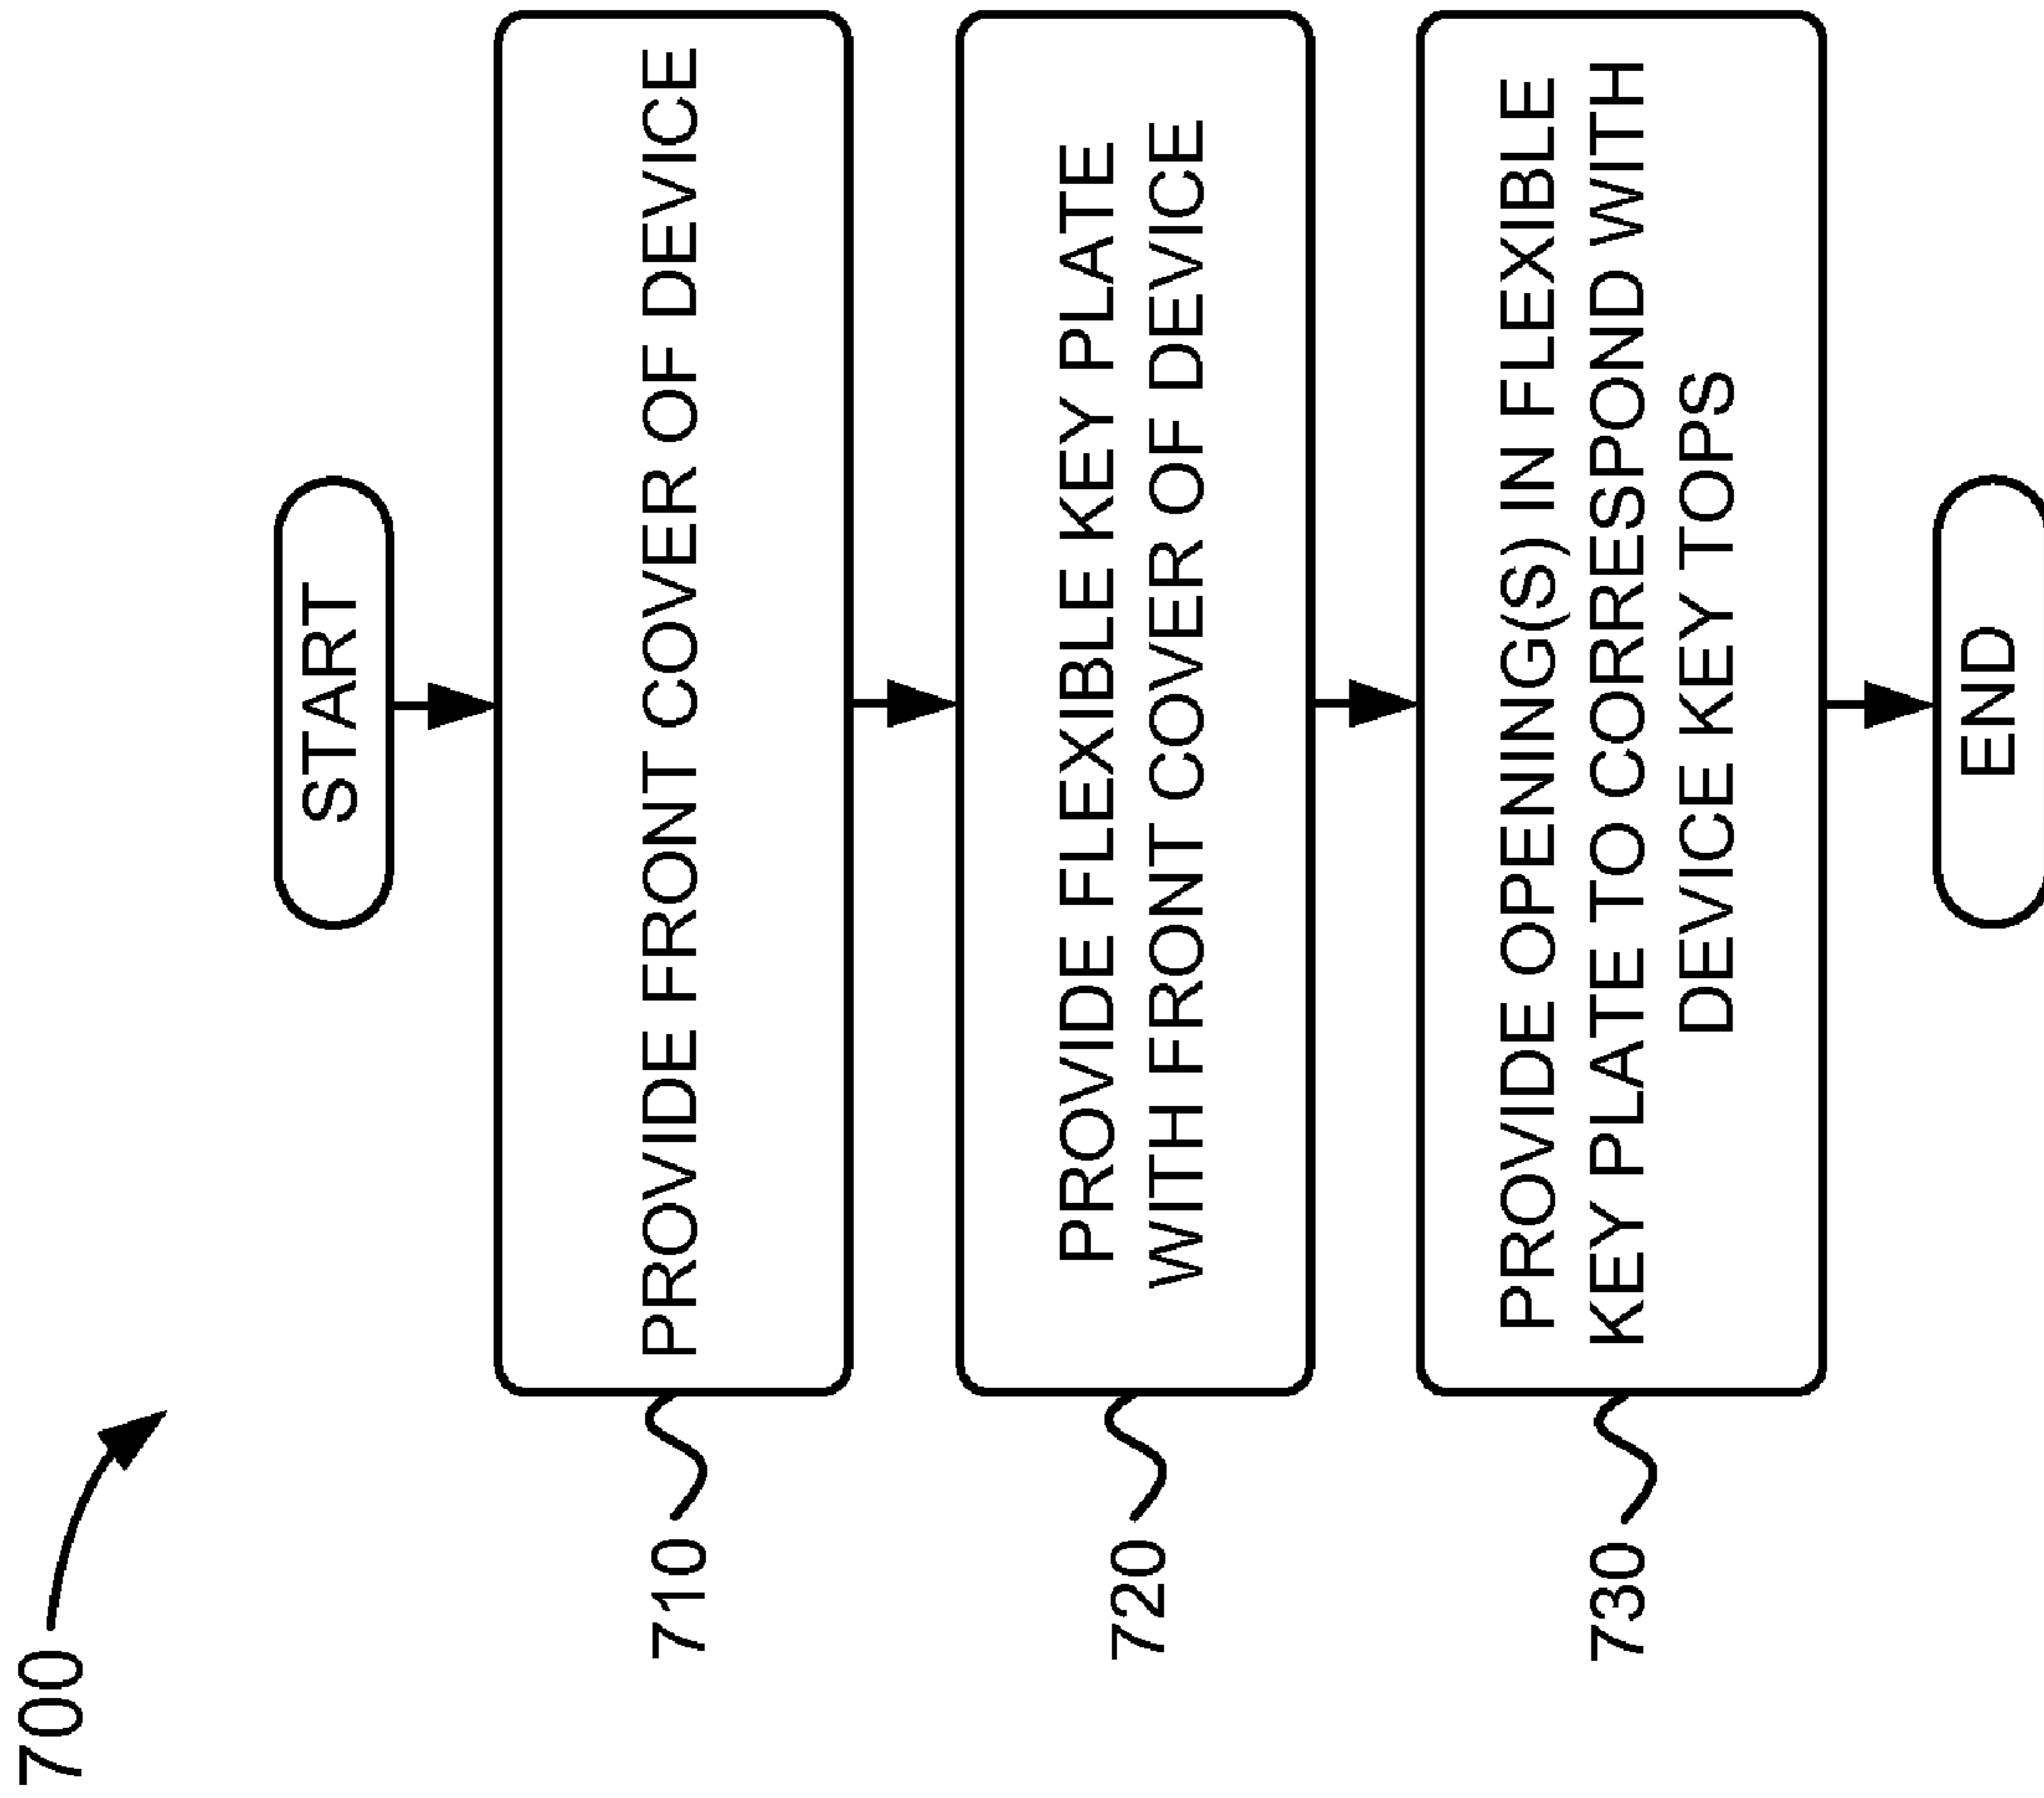 700
START
710
PROVIDE FRONT COVER OF DEVICE
720
PROVIDE FLEXIBLE KEY PLATE
WITH FRONT COVER OF DEVICE
730
PROVIDE OPENING(S) IN FLEXIBLE
KEY PLATE TO CORRESPOND WITH
DEVICE KEY TOPS
END